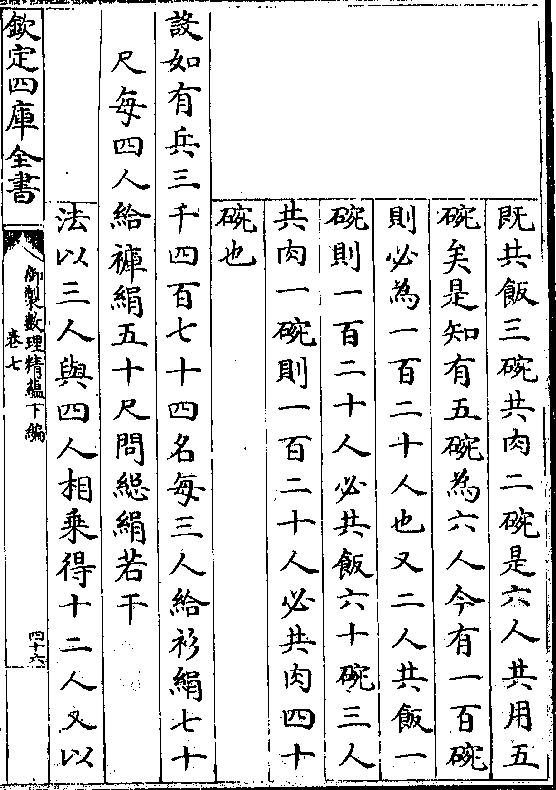 既共飯三碗共肉二碗是六人共用五
碗矣是知有五碗為六人今有一百碗
則必為一百二十人也又二人共飯一
碗則一百二十人必共飯六十碗三人
共肉一碗則一百二十人必共肉四十
碗也
設如有兵三千四百七十四名每三人給衫絹七十
尺每四人給褲絹五十尺問總絹若干
法以三人與四人相乘得十二人又以
欽定四庫全書
御製數理精蘊下編
卷七
四十六